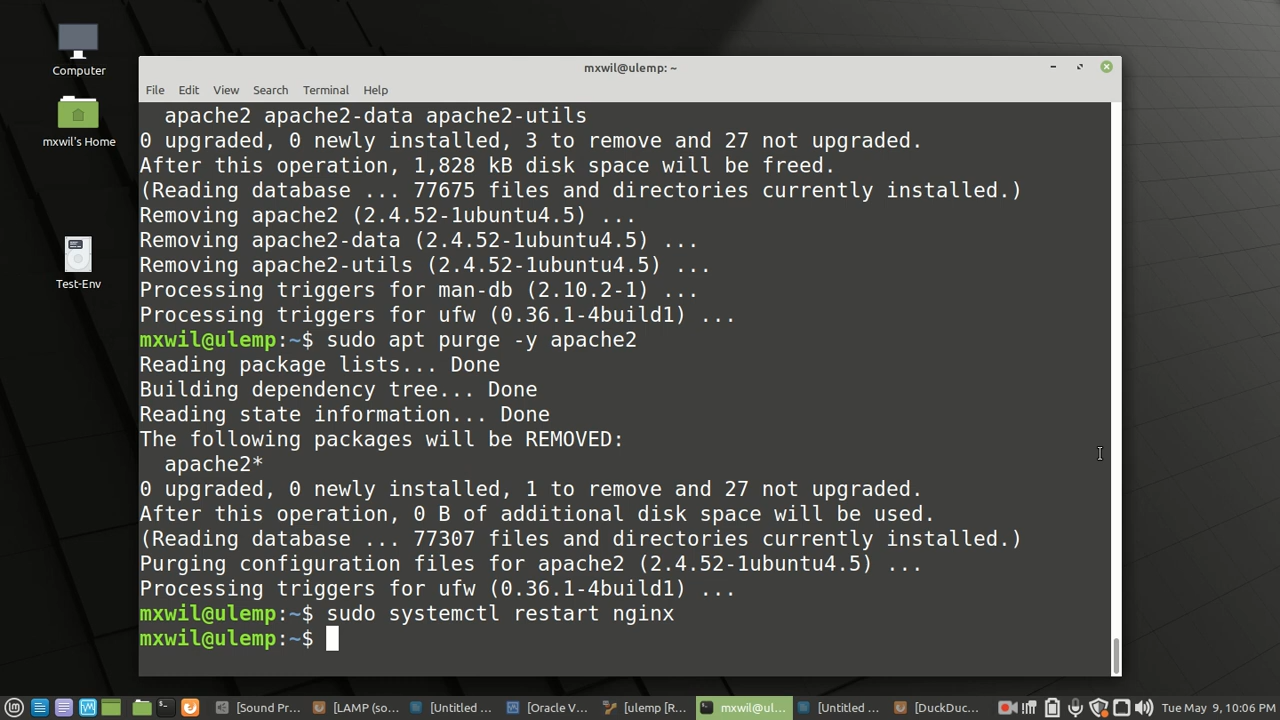 Computer
mxwil's Home
Test-Env
mxwil@ulemp: ~
File Edit View Search Terminal Help
apache2 apache2-data apache2-utils
0 upgraded, 0 newly installed, 3 to remove and 27 not upgraded.
After this operation, 1,828 kB disk space will be freed.
(Reading database ... 77675 files and directories currently installed.)
Removing apache2 (2.4.52-1ubuntu4.5) ...
Removing apache2-data (2.4.52-1ubuntu4.5) ...
Removing apache2-utils (2.4.52-1ubuntu4.5) ...
Processing triggers for man-db (2.10.2-1) ...
Processing triggers for ufw (0.36.1-4build1) ...
mxwil@ulemp:~$ sudo apt purge -y apache2
Reading package lists... Done
Building dependency tree... Done
Reading state information... Done
The following packages will be REMOVED:
apache2*
0 upgraded, 0 newly installed, 1 to remove and 27 not upgraded.
After this operation, 0 B of additional disk space will be used.
(Reading database ... 77307 files and directories currently installed.)
Purging configuration files for apache2 (2.4.52-1ubuntu4.5) ...
Processing triggers for ufw (0.36.1-4build1) ...
mxwil@ulemp:~$ sudo systemctl restart nginx
mxwil@ulemp:~$
[Sound Pr... [LAMP (so... [Untitled ... [Oracle V... [ulemp [R... mxwil@ul... [Untitled ... [DuckDuc... Tue May 9, 10:06 PM